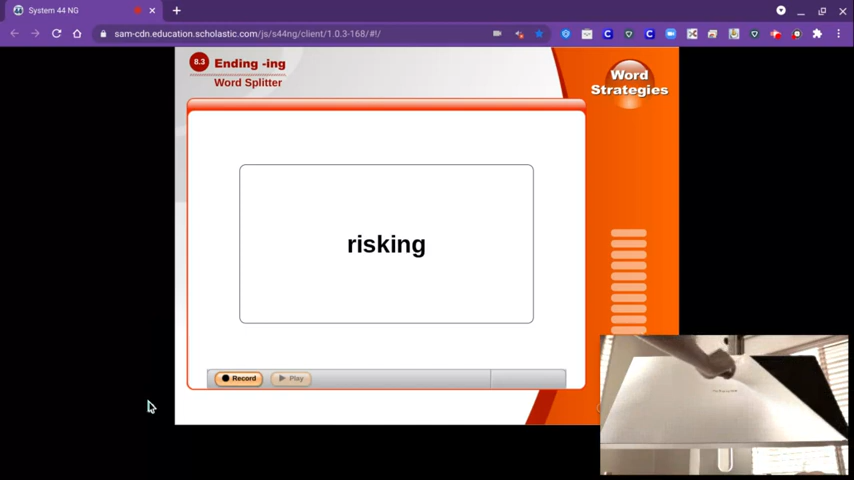 System 44 NG
sam-cdn.education.scholastic.com/js/s44ng/client/1.0.3-168/#!/
8.3 Ending -ing
Word Splitter
Word
Strategies
risking
Record
Play